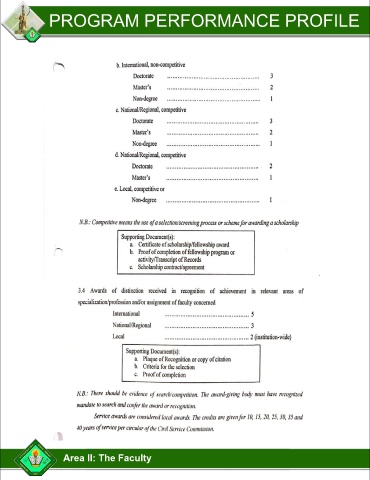 PROGRAM PERFORMANCE PROFILE
b. International, non-competitive
Doctorate ................................................ 3
Master's ................................................ 2
Non-degree ................................................ 1
c. National/Regional, competitive
Doctorate ................................................ 3
Master's ................................................ 2
Non-degree ................................................ 1
d. National/Regional, competitive
Doctorate ................................................ 2
Master's ................................................ 1
e. Local, competitive or
Non-degree ................................................ 1
N.B.: Competitive means the use of a selection/screening process or scheme for awarding a scholarship
Supporting Document(s):
a. Certificate of scholarship/fellowship award
b. Proof of completion of fellowship program or
activity/Transcript of Records
c. Scholarship contract/agreement
3.4 Awards of distinction received in recognition of achievement in relevant areas of
specialization/profession and/or assignment of faculty concerned
International ................................................ 5
National/Regional ................................................ 3
Local ................................................ 2 (institution-wide)
Supporting Document(s):
a. Plaque of Recognition or copy of citation
b. Criteria for the selection
c. Proof of completion
N.B.: There should be evidence of search/competition. The award-giving body must have recognized
mandate to search and confer the award or recognition.
Service awards are considered local awards. The credits are given for 10, 15, 20, 25, 30, 35 and
40 years of service per circular of the Civil Service Commission.
Area II: The Faculty